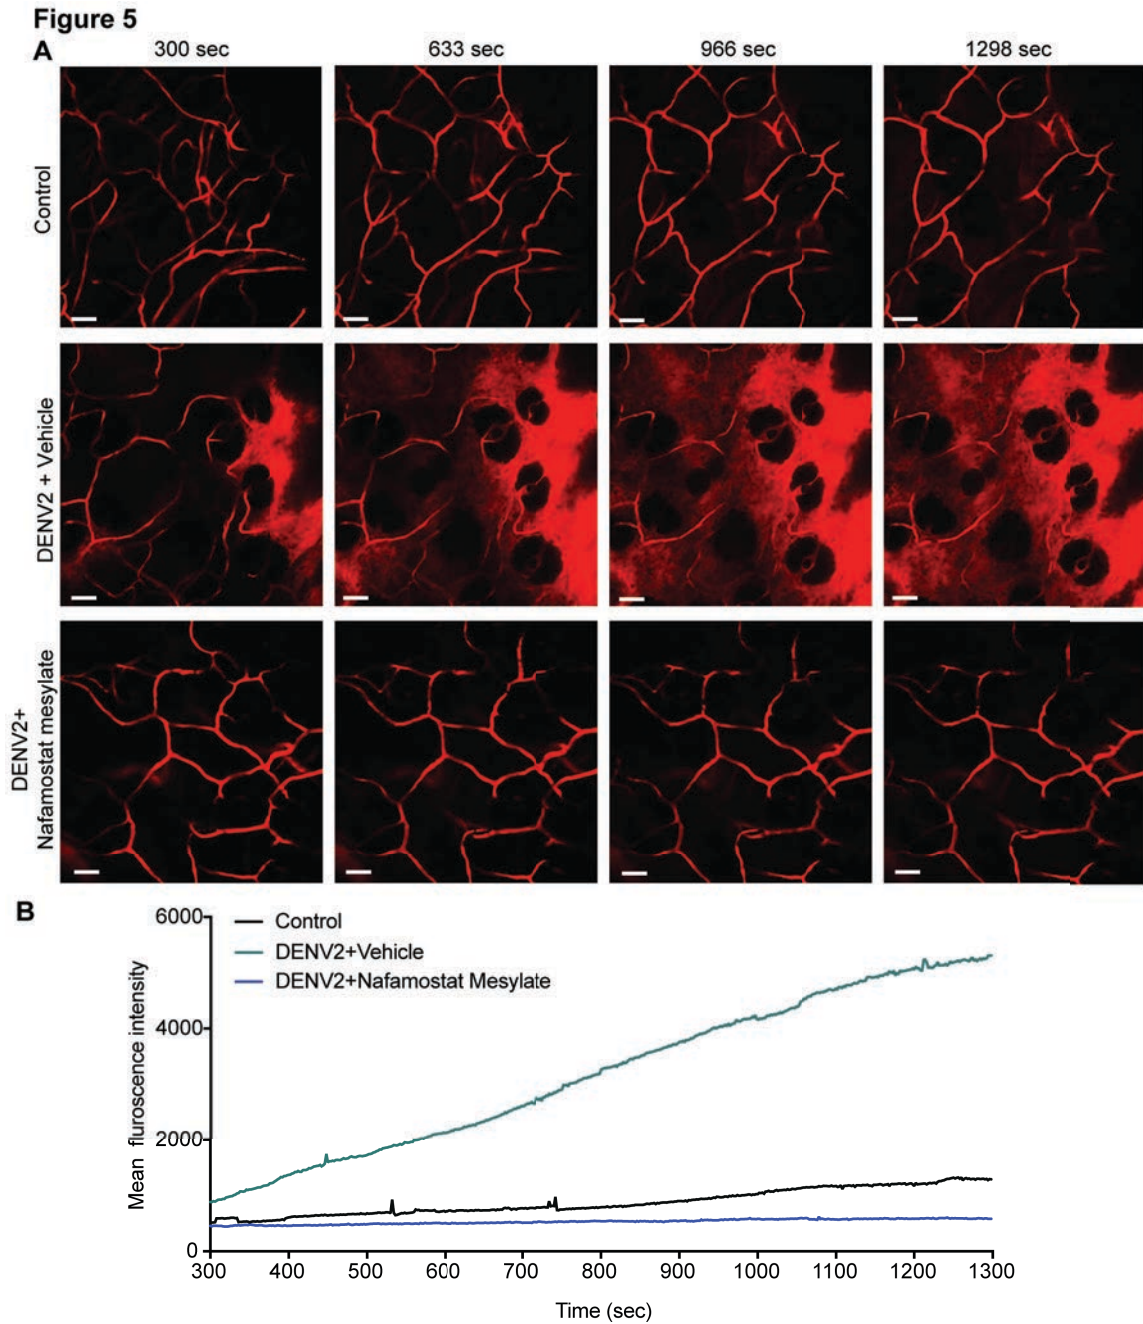 Figure 5
A
300 sec
633 sec
966 sec
1298 sec
Control
DENV2 + Vehicle
DENV2+
Nafamostat mesylate
B
Control
DENV2+Vehicle
DENV2+Nafamostat Mesylate
Mean fluroscence intensity
6000
4000
2000
0
300 400 500 600 700 800 900 1000 1100 1200 1300
Time (sec)